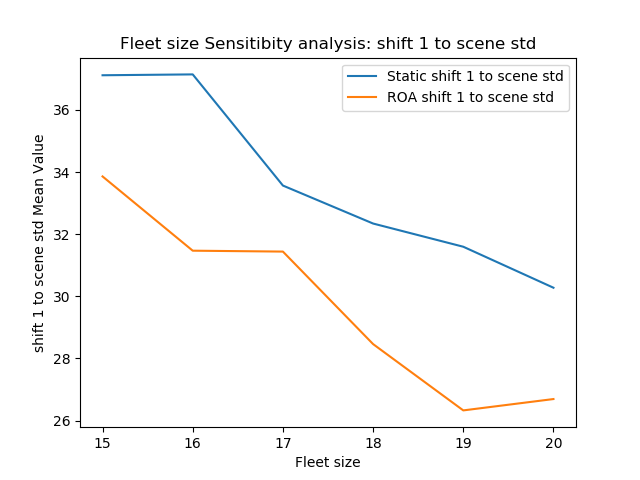 Fleet size Sensitibity analysis: shift 1 to scene std
Static shift 1 to scene std
ROA shift 1 to scene std
shift 1 to scene std Mean Value
36
34
32
30
28
26
15 16 17 18 19 20
Fleet size